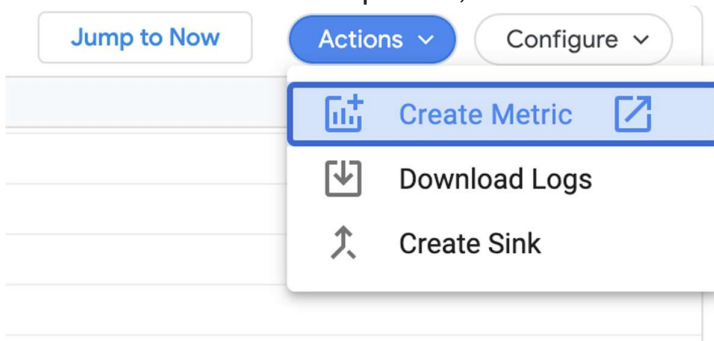 Jump to Now
Actions
Configure
Create Metric
Download Logs
Create Sink